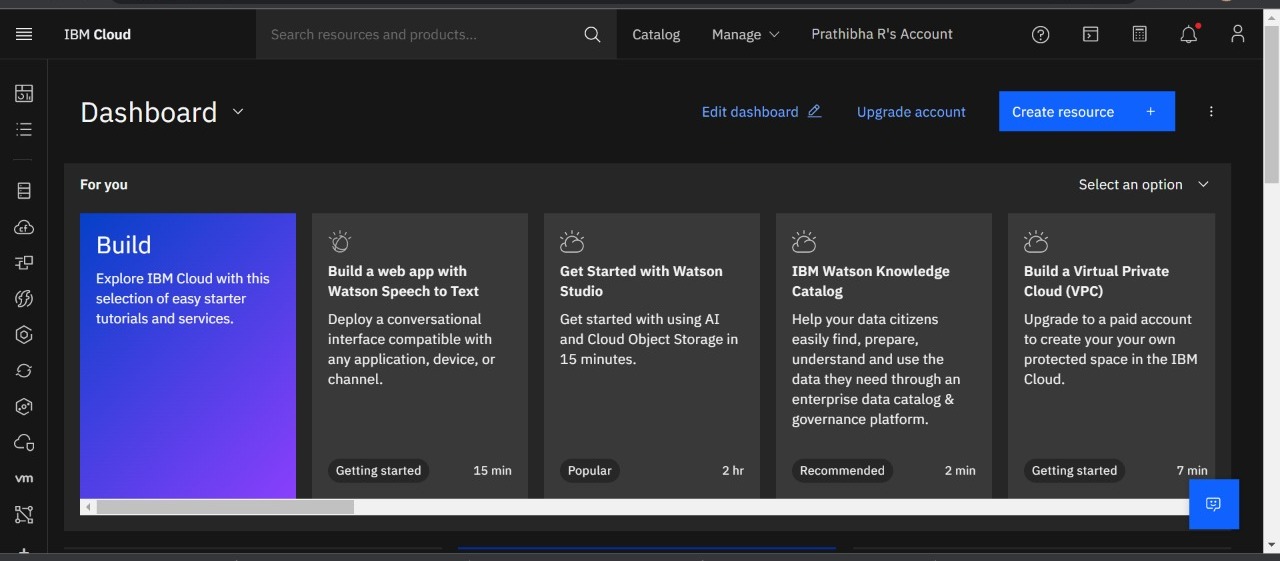 IBM Cloud
Search resources and products...
Catalog
Manage
Prathibha R's Account
Dashboard
Edit dashboard
Upgrade account
Create resource +
For you
Select an option
Build
Explore IBM Cloud with this
selection of easy starter
tutorials and services.
Build a web app with
Watson Speech to Text
Deploy a conversational
interface compatible with
any application, device, or
channel.
Getting started
15 min
Get Started with Watson
Studio
Get started with using AI
and Cloud Object Storage in
15 minutes.
Popular
2 hr
IBM Watson Knowledge
Catalog
Help your data citizens
easily find, prepare,
understand and use the
data they need through an
enterprise data catalog &
governance platform.
Recommended
2 min
Build a Virtual Private
Cloud (VPC)
Upgrade to a paid account
to create your your own
protected space in the IBM
Cloud.
Getting started
7 min
cf
vm